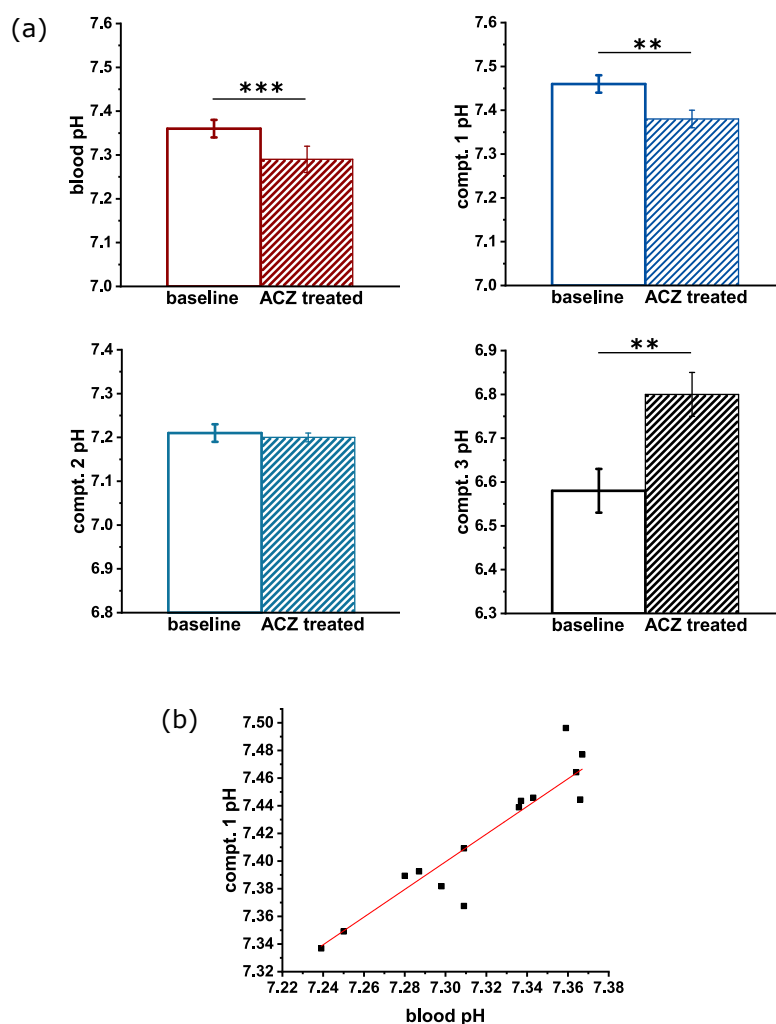 (a)
7.6
7.5
7.4
7.3
7.2
7.1
7.0
blood pH
***
baseline
ACZ treated
7.6
7.5
7.4
7.3
7.2
7.1
7.0
compt. 1 pH
**
baseline
ACZ treated
7.4
7.3
7.2
7.1
7.0
6.9
6.8
compt. 2 pH
baseline
ACZ treated
6.9
6.8
6.7
6.6
6.5
6.4
6.3
compt. 3 pH
**
baseline
ACZ treated
(b)
7.50
7.48
7.46
7.44
7.42
7.40
7.38
7.36
7.34
7.32
compt. 1 pH
7.22 7.24 7.26 7.28 7.30 7.32 7.34 7.36 7.38
blood pH